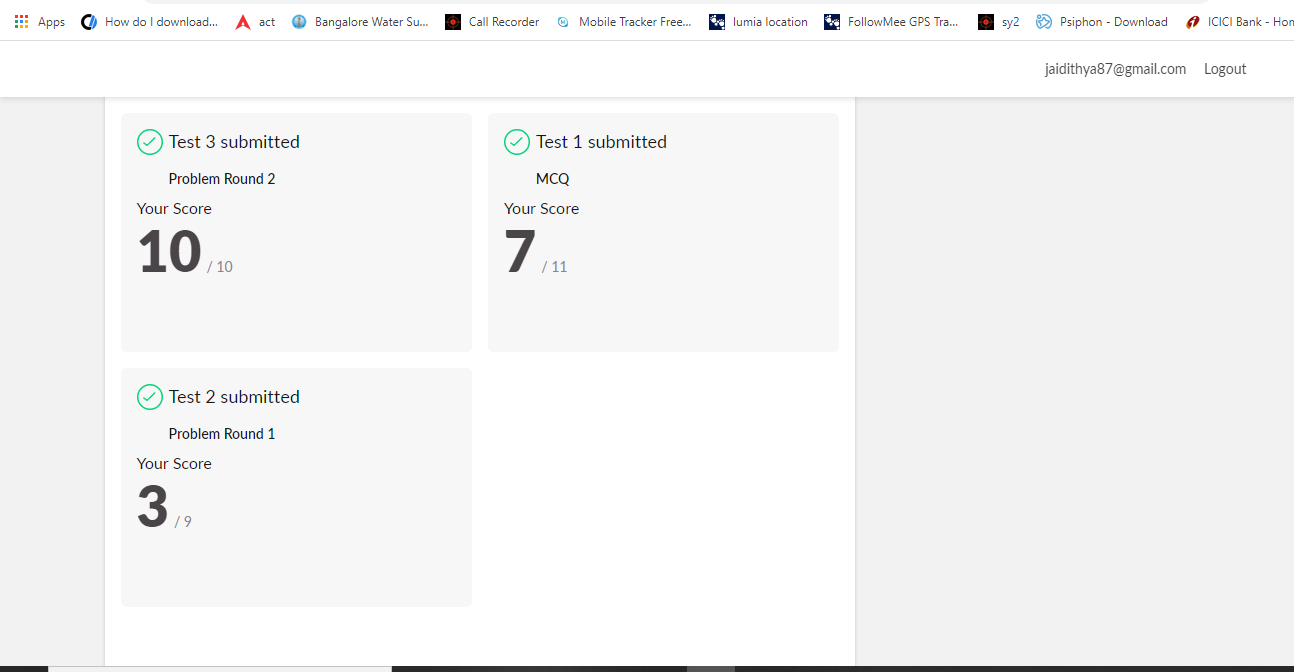 Apps How do I download... act Bangalore Water Su... Call Recorder Mobile Tracker Free... lumia location FollowMee GPS Tra... sy2 Psiphon - Download ICICI Bank - Hon
jaidithya87@gmail.com Logout
Test 3 submitted
Problem Round 2
Your Score
10 / 10
Test 1 submitted
MCQ
Your Score
7 / 11
Test 2 submitted
Problem Round 1
Your Score
3 / 9